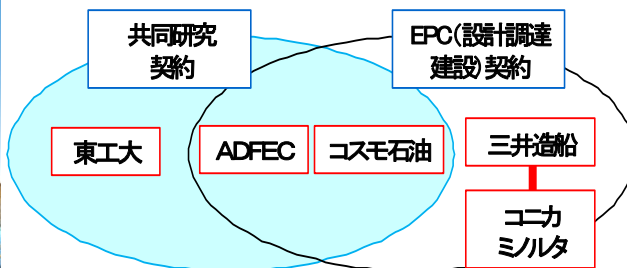 共同研究
契約
EPC(設計調達
建設)契約
東工大
ADFEC
コスモ石油
三井造船
コニカ
ミノルタ